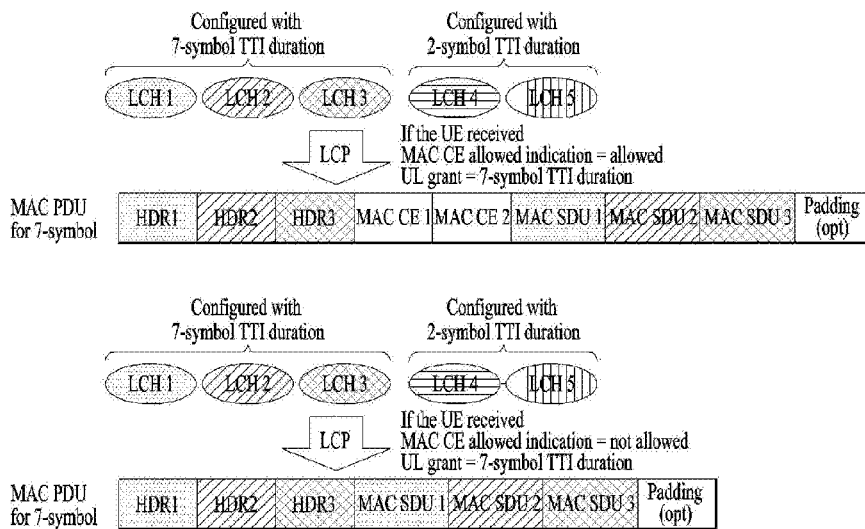 Configured with
7-symbol TTI duration
Configured with
2-symbol TTI duration
LCH 1
LCH 2
LCH 3
LCH 4
LCH 5
LCP
If the UE received
MAC CE allowed indication = allowed
UL grant = 7-symbol TTI duration
MAC PDU
for 7-symbol
HDR1
HDR2
HDR3
MAC CE 1
MAC CE 2
MAC SDU 1
MAC SDU 2
MAC SDU 3
Padding
(opt)
Configured with
7-symbol TTI duration
Configured with
2-symbol TTI duration
LCH 1
LCH 2
LCH 3
LCH 4
LCH 5
LCP
If the UE received
MAC CE allowed indication = not allowed
UL grant = 7-symbol TTI duration
MAC PDU
for 7-symbol
HDR1
HDR2
HDR3
MAC SDU 1
MAC SDU 2
MAC SDU 3
Padding
(opt)